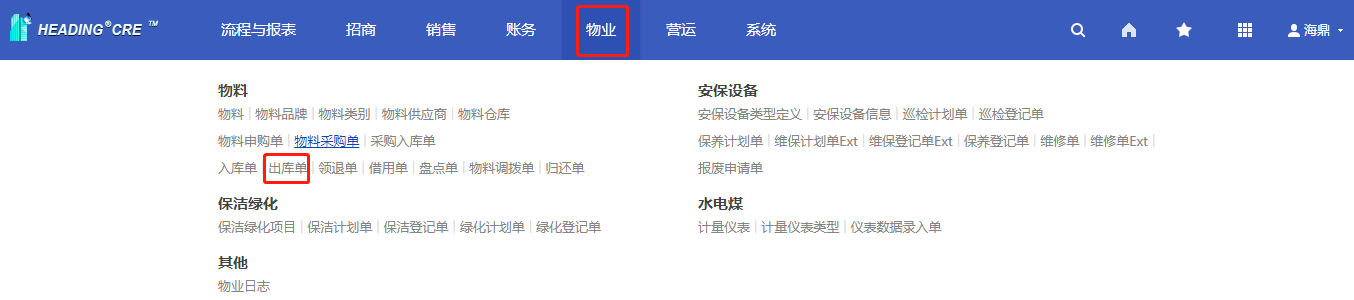 HEADING®CRE ™ 流程与报表 招商 销售 账务 物业 营运 系统 海鼎
物料
物料 | 物料品牌 | 物料类别 | 物料供应商 | 物料仓库
物料申购单 | 物料采购单 | 采购入库单
入库单 | 出库单 | 领退单 | 借用单 | 盘点单 | 物料调拨单 | 归还单
保洁绿化
保洁绿化项目 | 保洁计划单 | 保洁登记单 | 绿化计划单 | 绿化登记单
其他
物业日志
安保设备
安保设备类型定义 | 安保设备信息 | 巡检计划单 | 巡检登记单
保养计划单 | 维保计划单Ext | 维保登记单Ext | 保养登记单 | 维修单 | 维修单Ext |
报废申请单
水电煤
计量仪表 | 计量仪表类型 | 仪表数据录入单